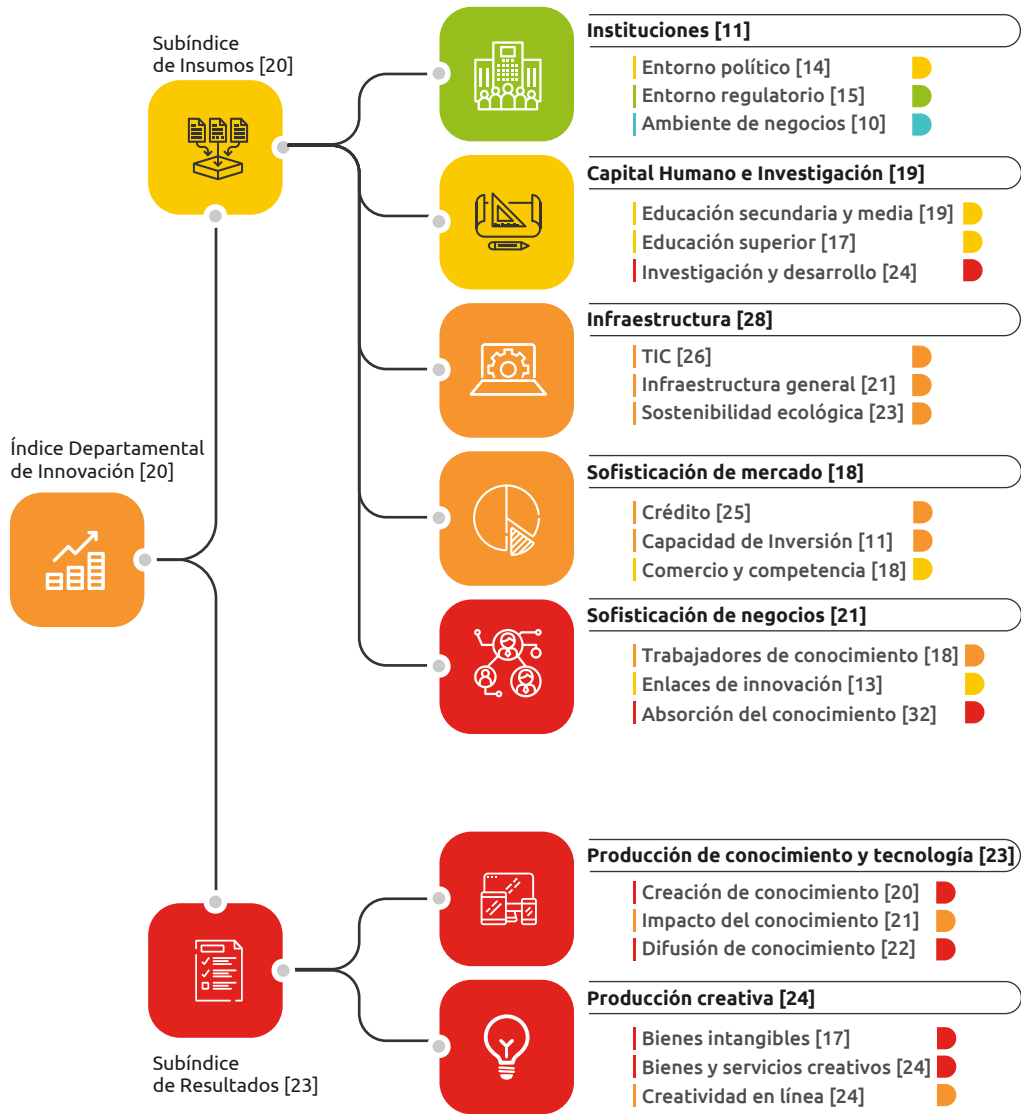 Subíndice
de Insumos [20]
Instituciones [11]
Entorno político [14]
Entorno regulatorio [15]
Ambiente de negocios [10]
Capital Humano e Investigación [19]
Educación secundaria y media [19]
Educación superior [17]
Investigación y desarrollo [24]
Infraestructura [28]
TIC [26]
Infraestructura general [21]
Sostenibilidad ecológica [23]
Índice Departamental
de Innovación [20]
Sofisticación de mercado [18]
Crédito [25]
Capacidad de Inversión [11]
Comercio y competencia [18]
Sofisticación de negocios [21]
Trabajadores de conocimiento [18]
Enlaces de innovación [13]
Absorción del conocimiento [32]
Producción de conocimiento y tecnología [23]
Creación de conocimiento [20]
Impacto del conocimiento [21]
Difusión de conocimiento [22]
Producción creativa [24]
Bienes intangibles [17]
Bienes y servicios creativos [24]
Creatividad en línea [24]
Subíndice
de Resultados [23]